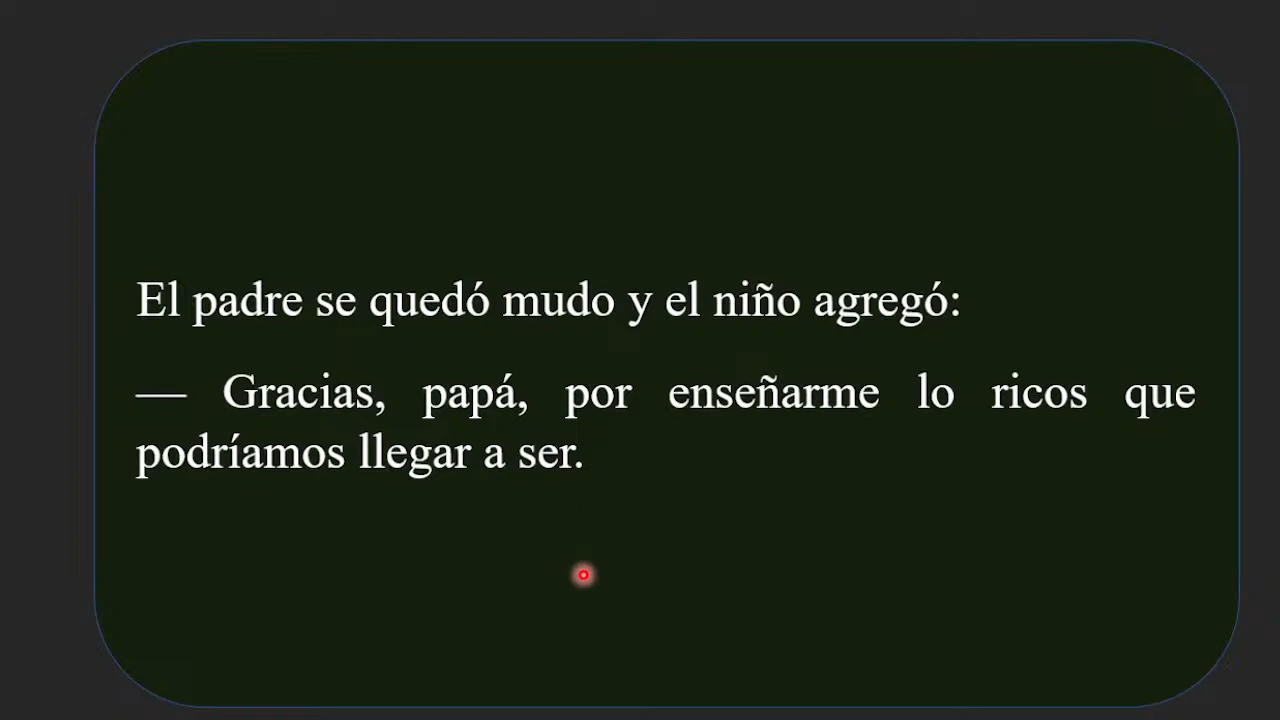 El padre se quedó mudo y el niño agregó:
— Gracias, papá, por enseñarme lo ricos que
podríamos llegar a ser.